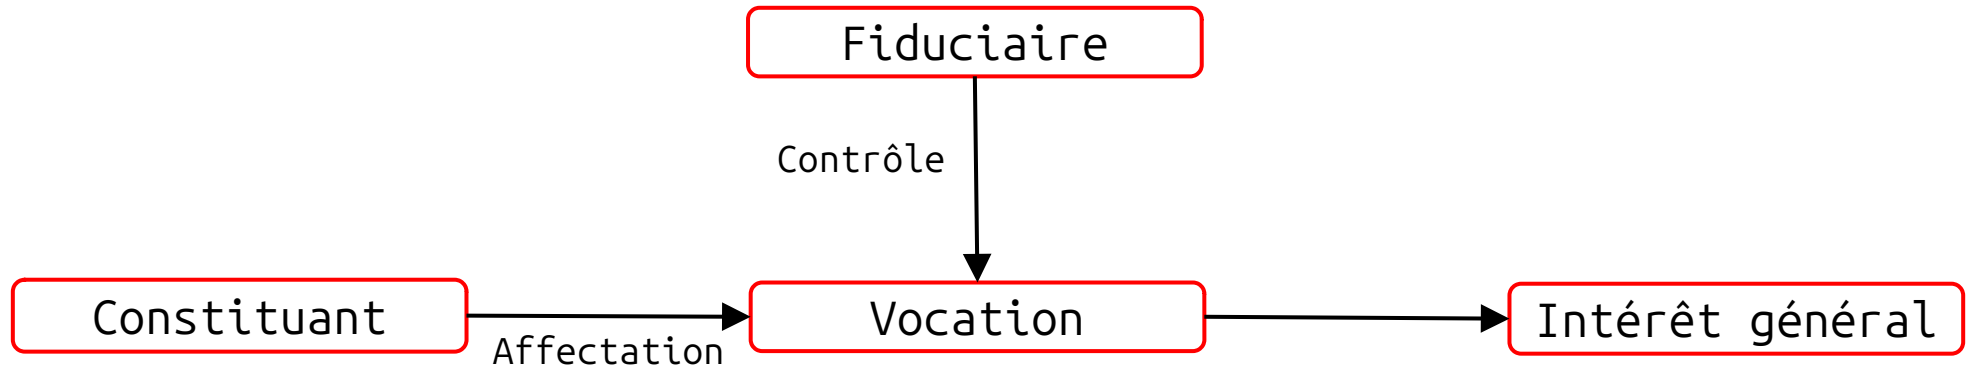 Fiduciaire
Contrôle
Constituant
Affectation
Vocation
Intérêt général